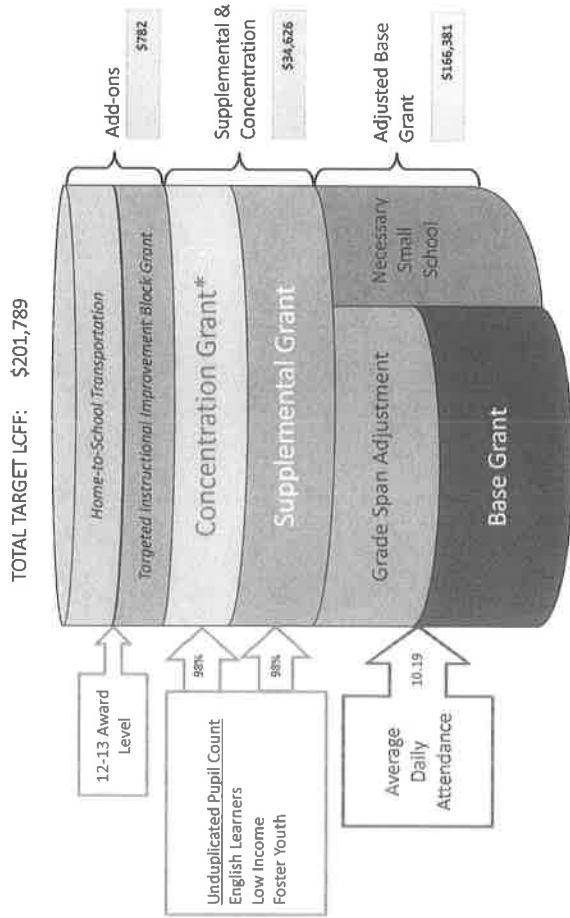 TOTAL TARGET LCFF: $201,789
12-13 Award
Level
Unduplicated Pupil Count
English Learners
Low Income
Foster Youth
98%
98%
Average
Daily
Attendance
10.19
Home-to-School Transportation
Targeted Instructional Improvement Block Grant
Concentration Grant*
Supplemental Grant
Grade Span Adjustment
Necessary
Small
School
Base Grant
Add-ons
$782
Supplemental &
Concentration
$34,626
Adjusted Base
Grant
$166,381